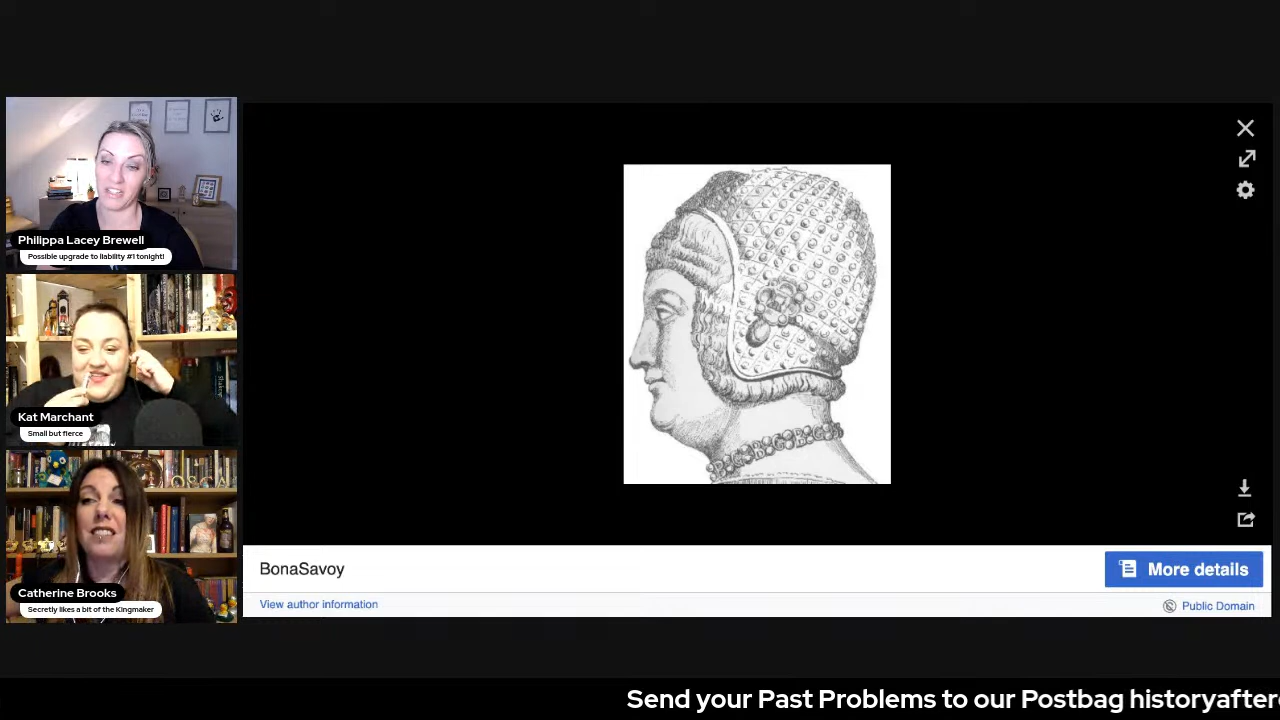 Philippa Lacey Brewell
Possible upgrade to liability #1 tonight!
Kat Marchant
Small but fierce
Catherine Brooks
Secretly likes a bit of the Kingmaker
BonaSavoy
More details
View author information
Public Domain
Send your Past Problems to our Postbag historyafter